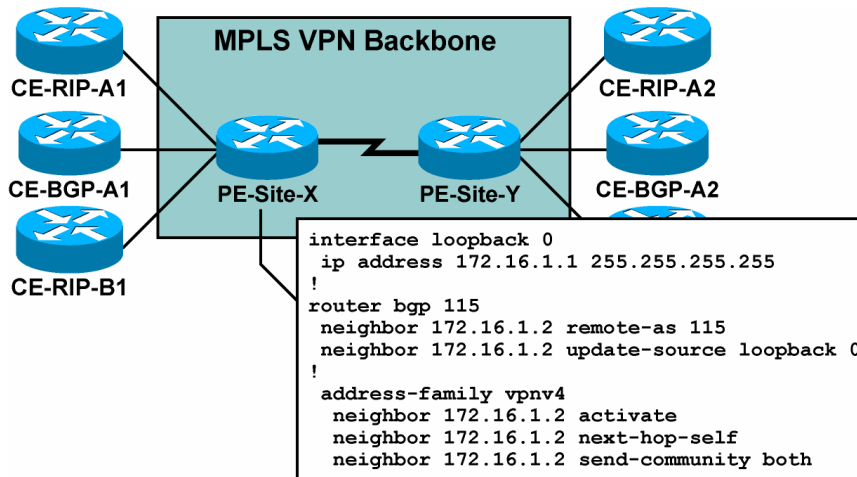 MPLS VPN Backbone
CE-RIP-A1
CE-RIP-A2
CE-BGP-A1
PE-Site-X
PE-Site-Y
CE-BGP-A2
CE-RIP-B1
interface loopback 0
ip address 172.16.1.1 255.255.255.255
!
router bgp 115
neighbor 172.16.1.2 remote-as 115
neighbor 172.16.1.2 update-source loopback 0
!
address-family vpnv4
neighbor 172.16.1.2 activate
neighbor 172.16.1.2 next-hop-self
neighbor 172.16.1.2 send-community both